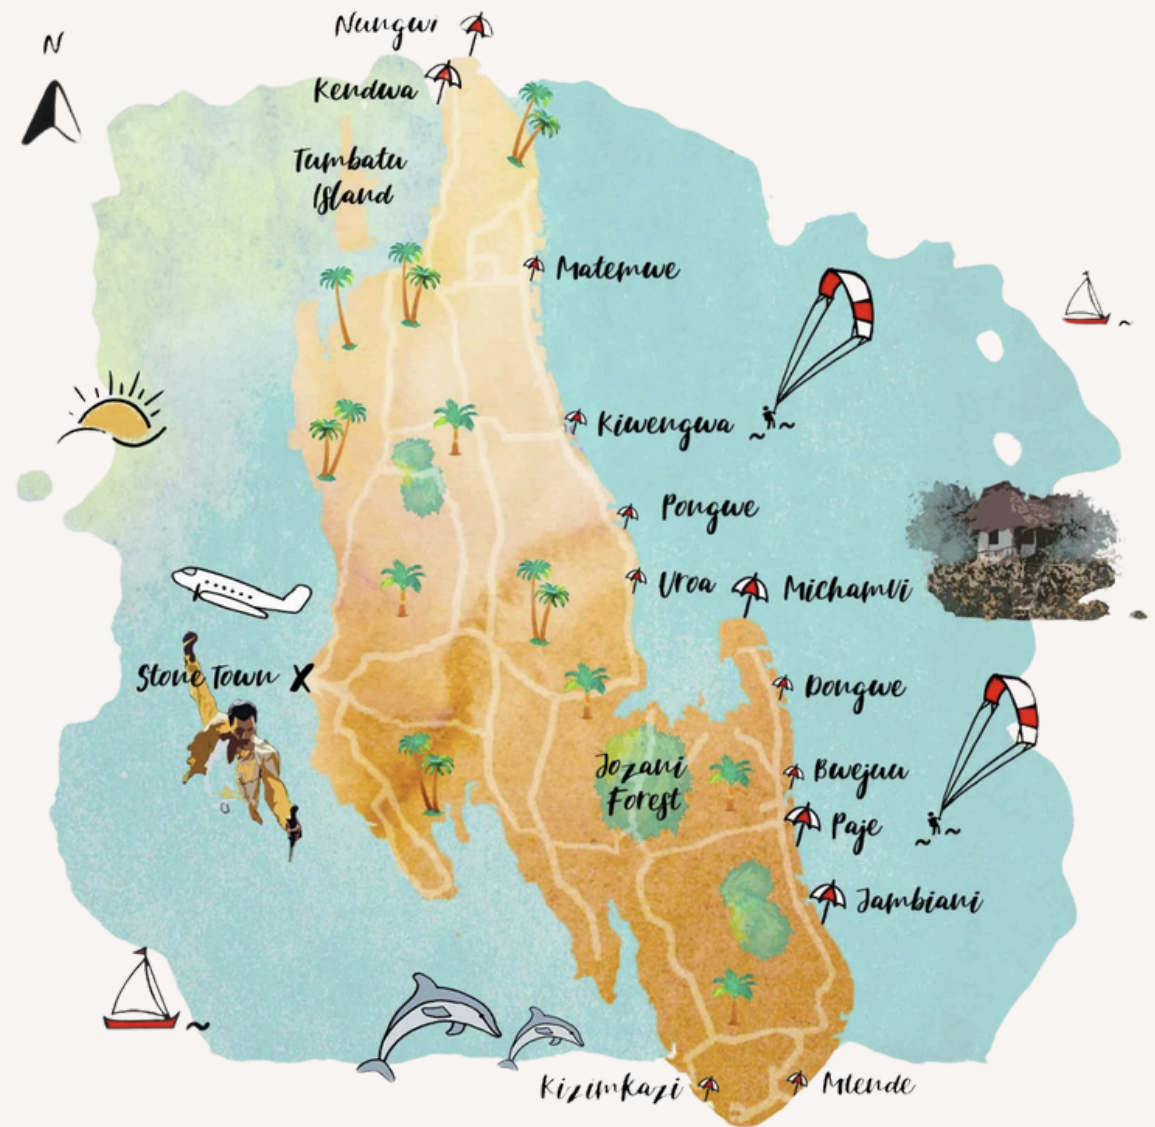 Nungwi
N
Kendwa
Tumbatu
Island
Matemwe
Kiwengwa
Pongwe
Uroa
Michamvi
Stone Town X
Dongwe
Jozani
Forest
Bwejuu
Paje
Jambiani
Kizimkazi
Mtende